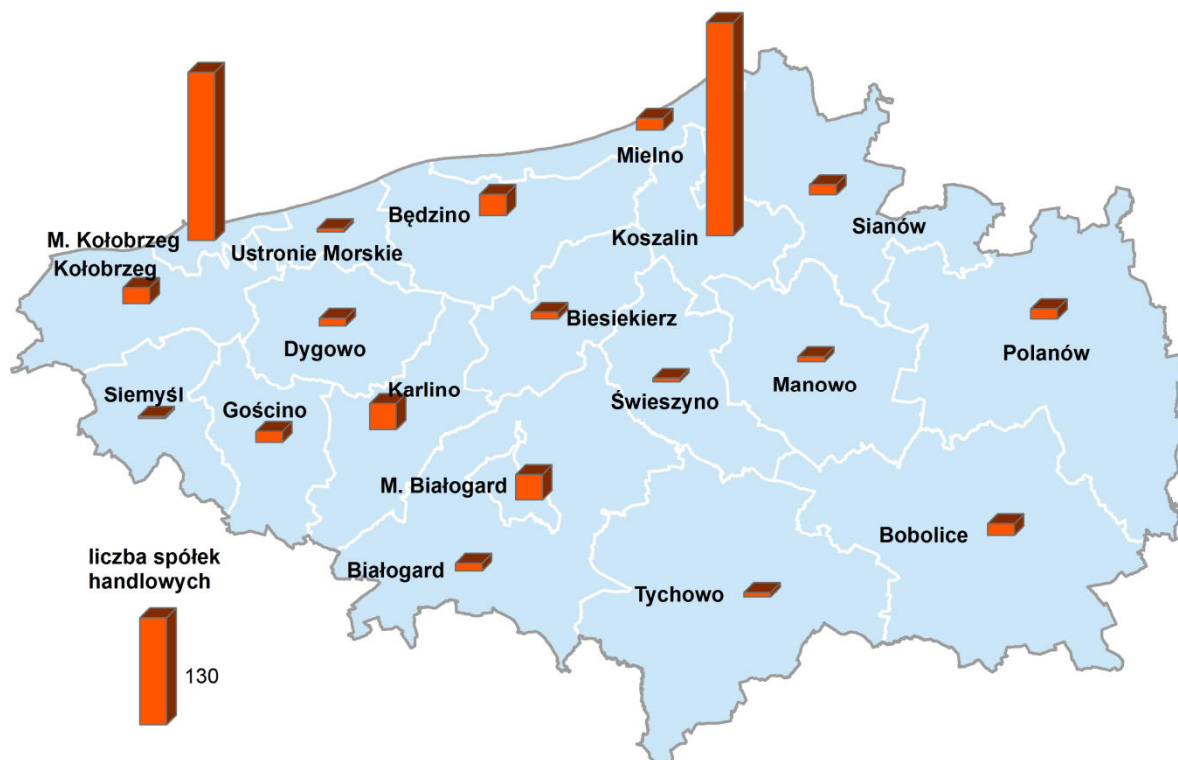 Mielno
Będzino
Sianów
M. Kołobrzeg
Ustronie Morskie
Koszalin
Kołobrzeg
Biesiekierz
Dygowo
Polanów
Siemyśl
Gościno
Karlino
Świeszyno
Manowo
M. Białogard
Bobolice
Białogard
Tychowo
liczba spółek
handlowych
130